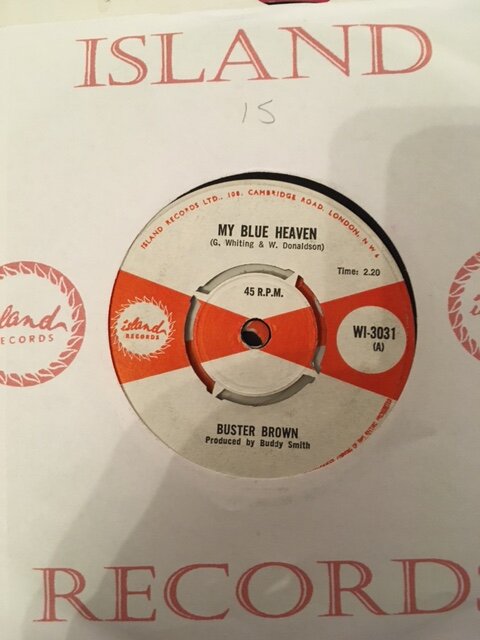 ISLAND
15
ISLAND RECORDS LTD., 108, CAMBRIDGE ROAD, LONDON, N W 6
MY BLUE HEAVEN
(G. Whiting & W. Donaldson)
Time: 2.20
45 R.P.M.
island
RECORDS
WI-3031
(A)
island
RECORDS
BUSTER BROWN
Produced by Buddy Smith
RECORDS